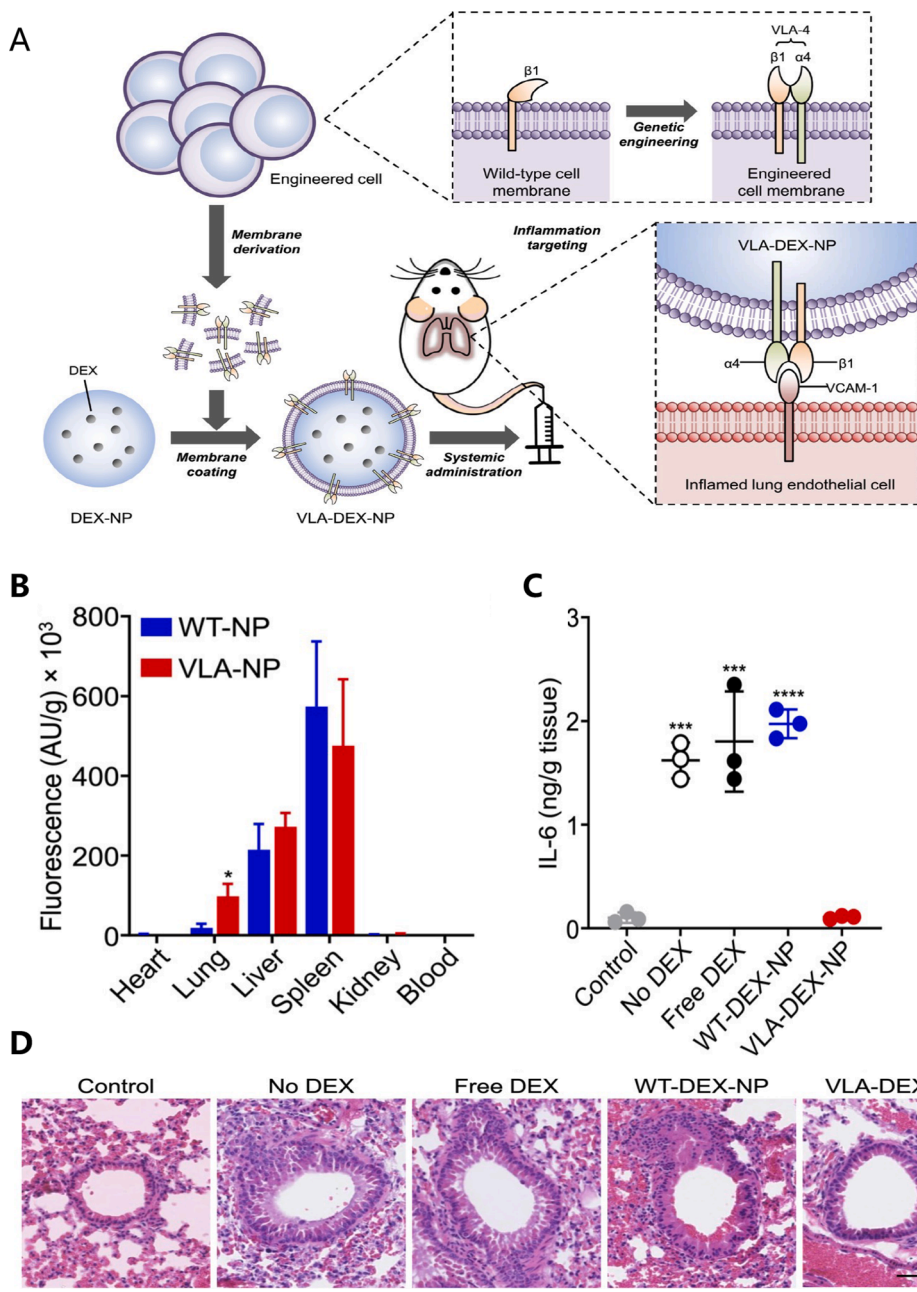 A
VLA-4
β1
β1
α4
Genetic
engineering
Wild-type cell
membrane
Engineered
cell membrane
Engineered cell
Membrane
derivation
Inflammation
targeting
VLA-DEX-NP
α4
β1
VCAM-1
Inflamed lung endothelial cell
DEX
Membrane
coating
Systemic
administration
DEX-NP
VLA-DEX-NP
B
Fluorescence (AU/g) × 10³
800
600
400
200
0
WT-NP
VLA-NP
*
Heart
Lung
Liver
Spleen
Kidney
Blood
C
IL-6 (ng/g tissue)
3
2
1
0
***
***
****
Control
No DEX
Free DEX
WT-DEX-NP
VLA-DEX-NP
D
Control
No DEX
Free DEX
WT-DEX-NP
VLA-DEX